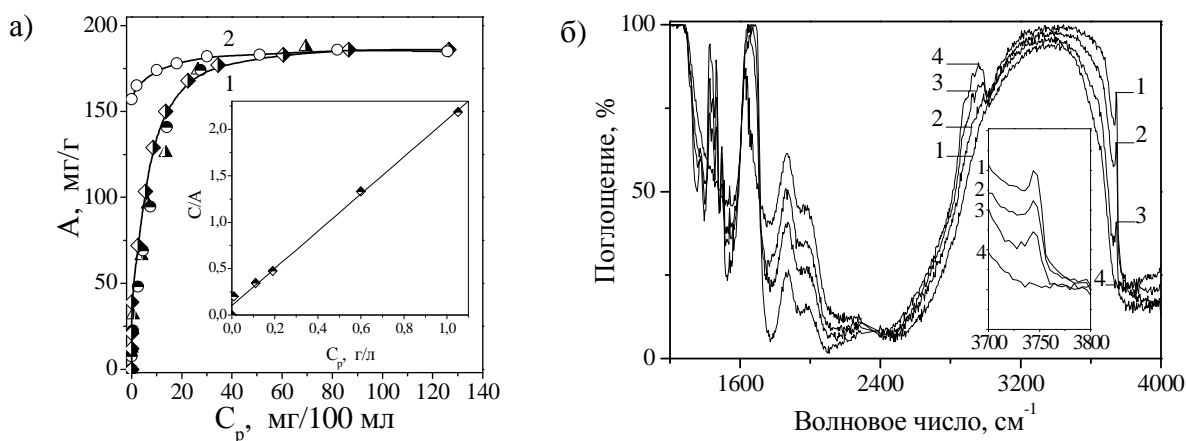 а)
A, мг/г
200
150
100
50
0
2
1
C/A
2,0
1,5
1,0
0,5
0,0
0,0 0,2 0,4 0,6 0,8 1,0
Cр, г/л
0 20 40 60 80 100 120 140
Cр, мг/100 мл
б)
Поглощение, %
100
50
0
4
3
2
1
1
2
3
4
1
2
3
4
3700 3750 3800
1600 2400 3200 4000
Волновое число, см-1